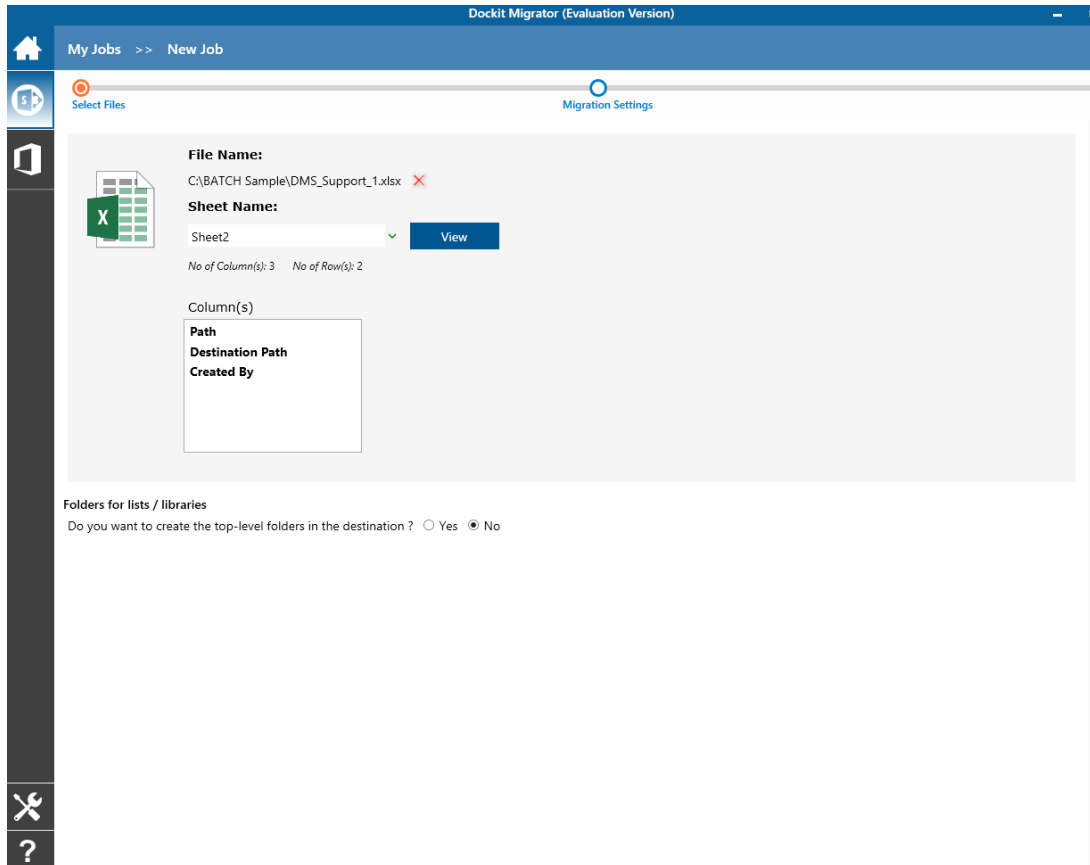 Dockit Migrator (Evaluation Version)
My Jobs >> New Job
Select Files
Migration Settings
File Name:
C:\BATCH Sample\DMS_Support_1.xlsx
Sheet Name:
Sheet2
View
No of Column(s): 3 No of Row(s): 2
Column(s)
Path
Destination Path
Created By
Folders for lists / libraries
Do you want to create the top-level folders in the destination ? Yes No